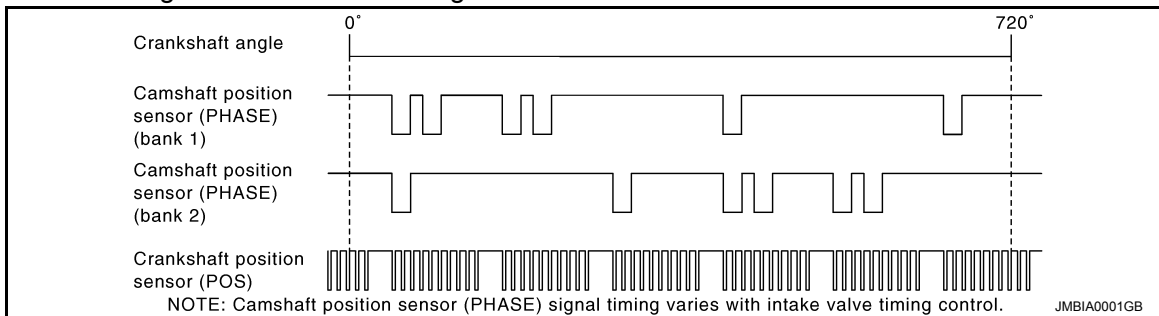 0˚
720˚
Crankshaft angle
Camshaft position
sensor (PHASE)
(bank 1)
Camshaft position
sensor (PHASE)
(bank 2)
Crankshaft position
sensor (POS)
NOTE: Camshaft position sensor (PHASE) signal timing varies with intake valve timing control.
JMBIA0001GB